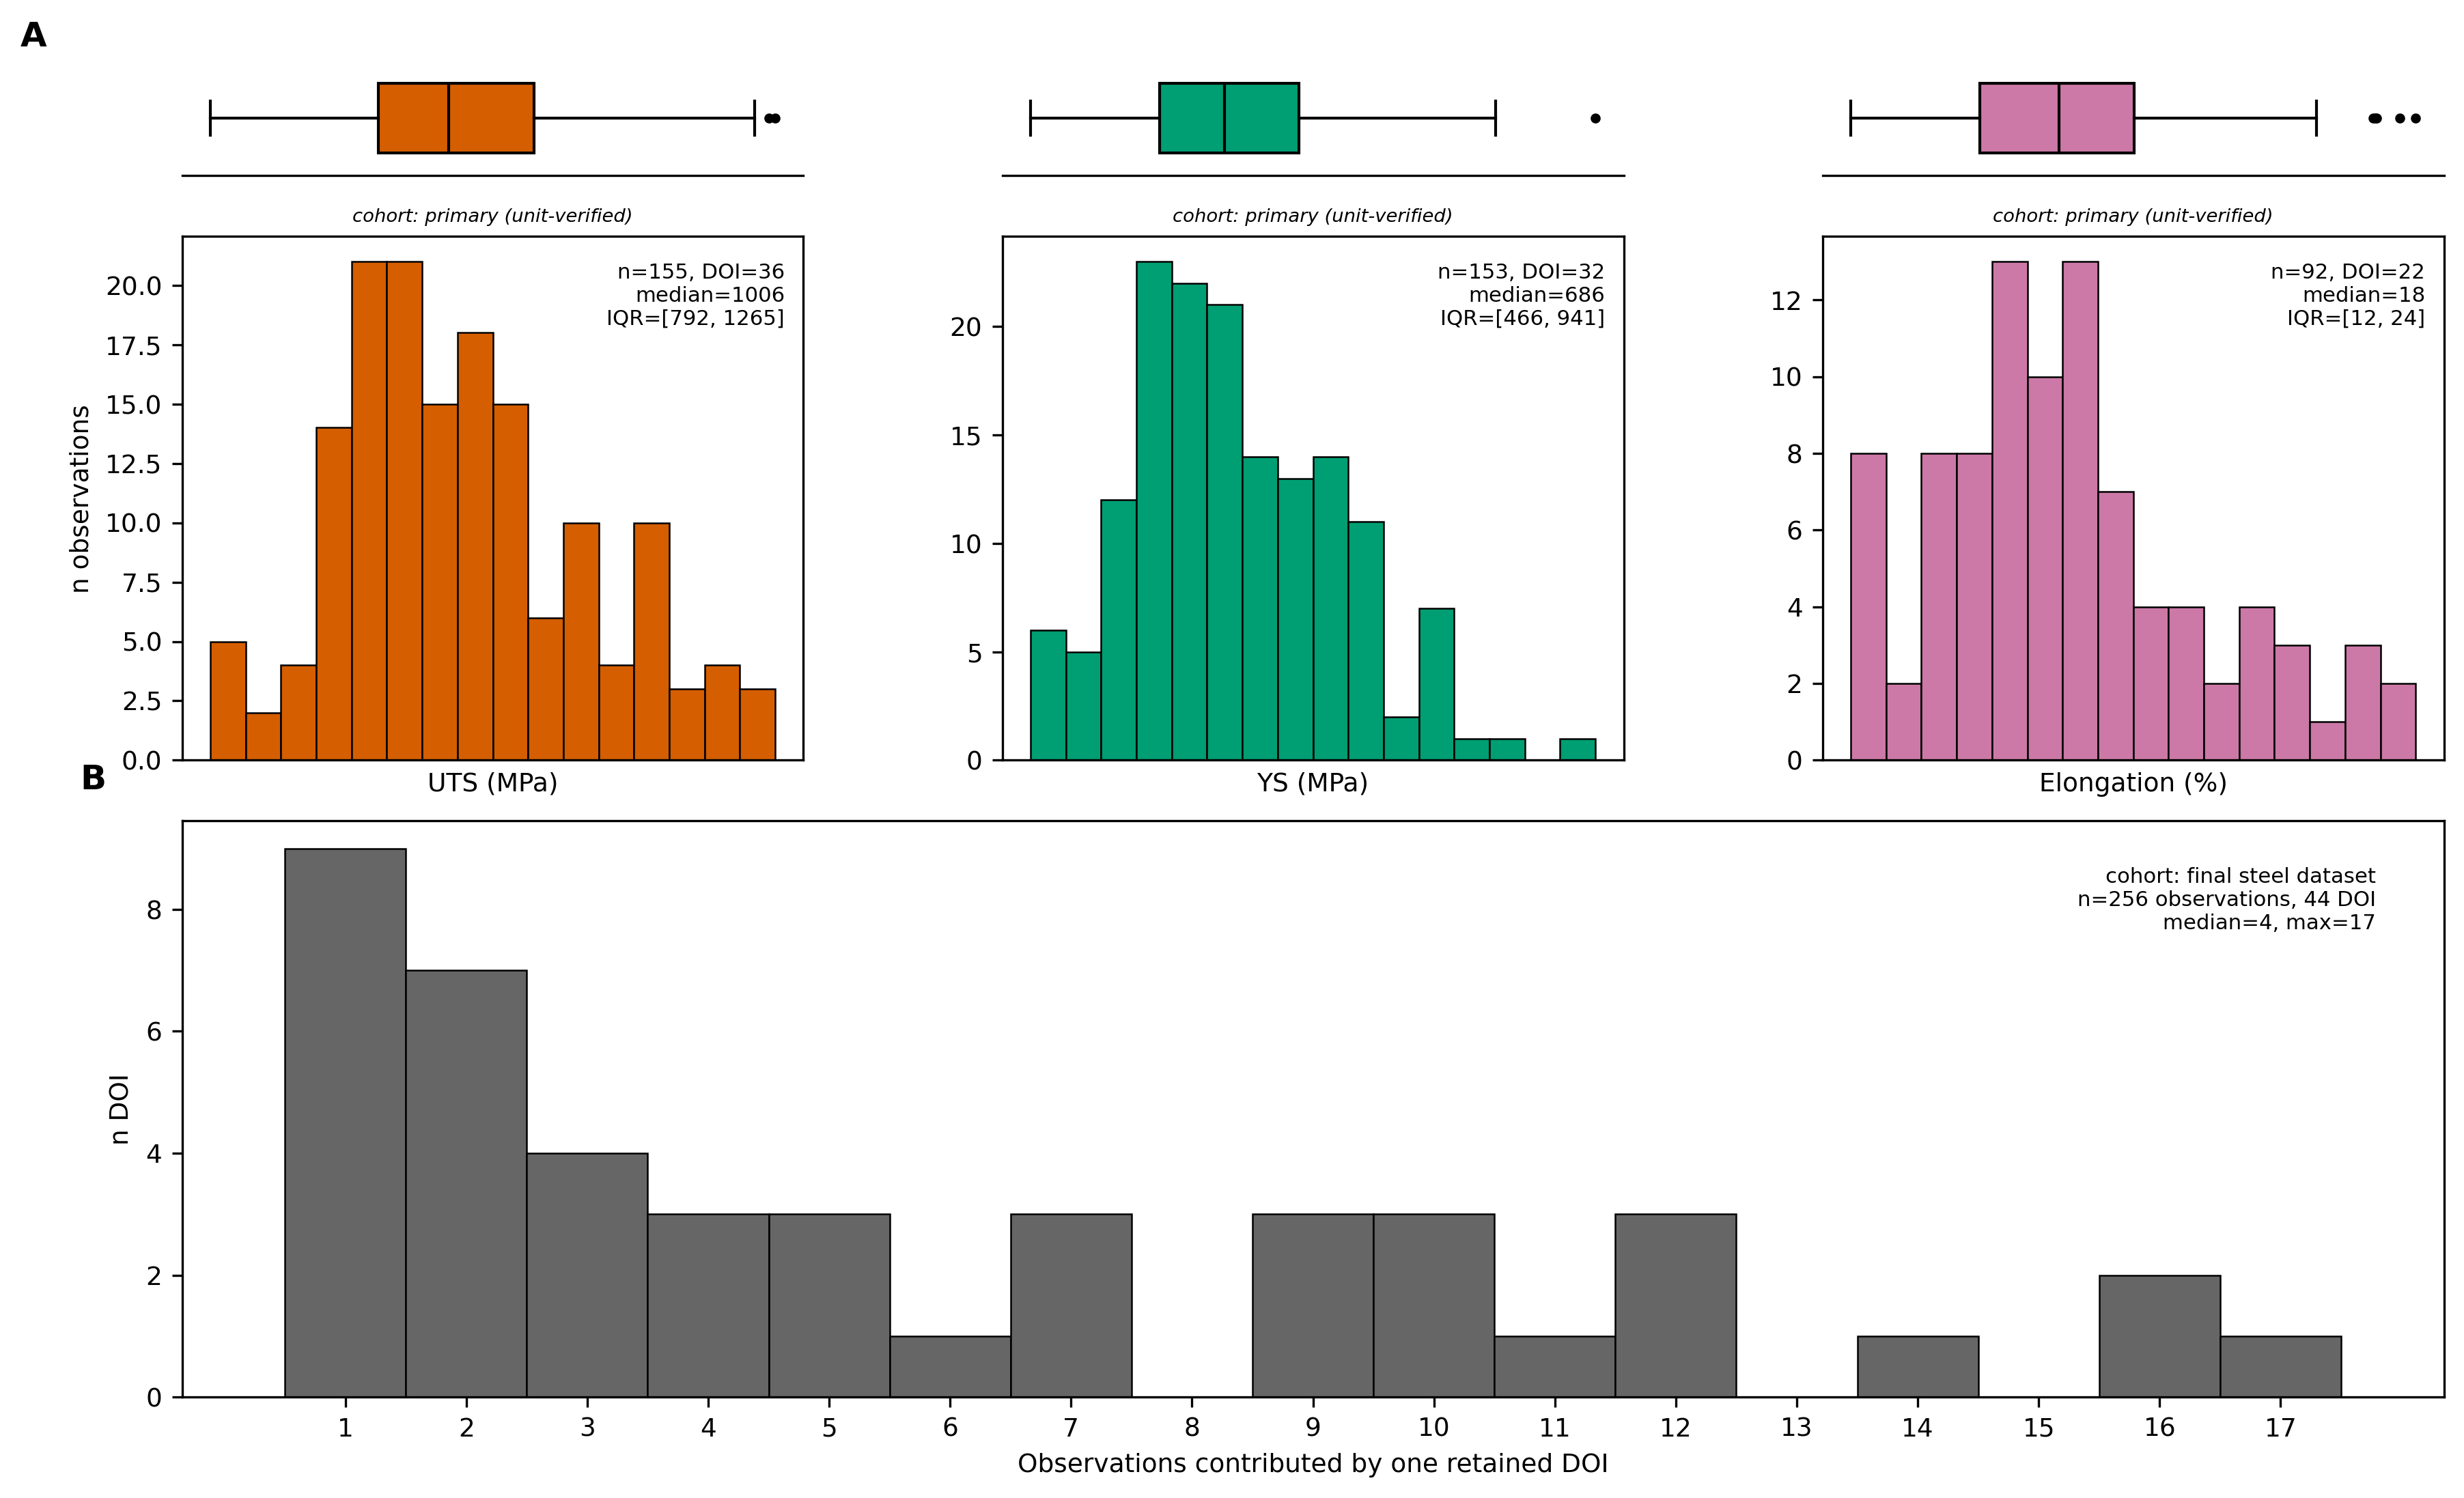 A
cohort: primary (unit-verified)
cohort: primary (unit-verified)
cohort: primary (unit-verified)
n observations
20.0
17.5
15.0
12.5
10.0
7.5
5.0
2.5
0.0
n=155, DOI=36
median=1006
IQR=[792, 1265]
UTS (MPa)
20
15
10
5
0
n=153, DOI=32
median=686
IQR=[466, 941]
YS (MPa)
12
10
8
6
4
2
0
n=92, DOI=22
median=18
IQR=[12, 24]
Elongation (%)
B
n DOI
8
6
4
2
0
cohort: final steel dataset
n=256 observations, 44 DOI
median=4, max=17
1 2 3 4 5 6 7 8 9 10 11 12 13 14 15 16 17
Observations contributed by one retained DOI